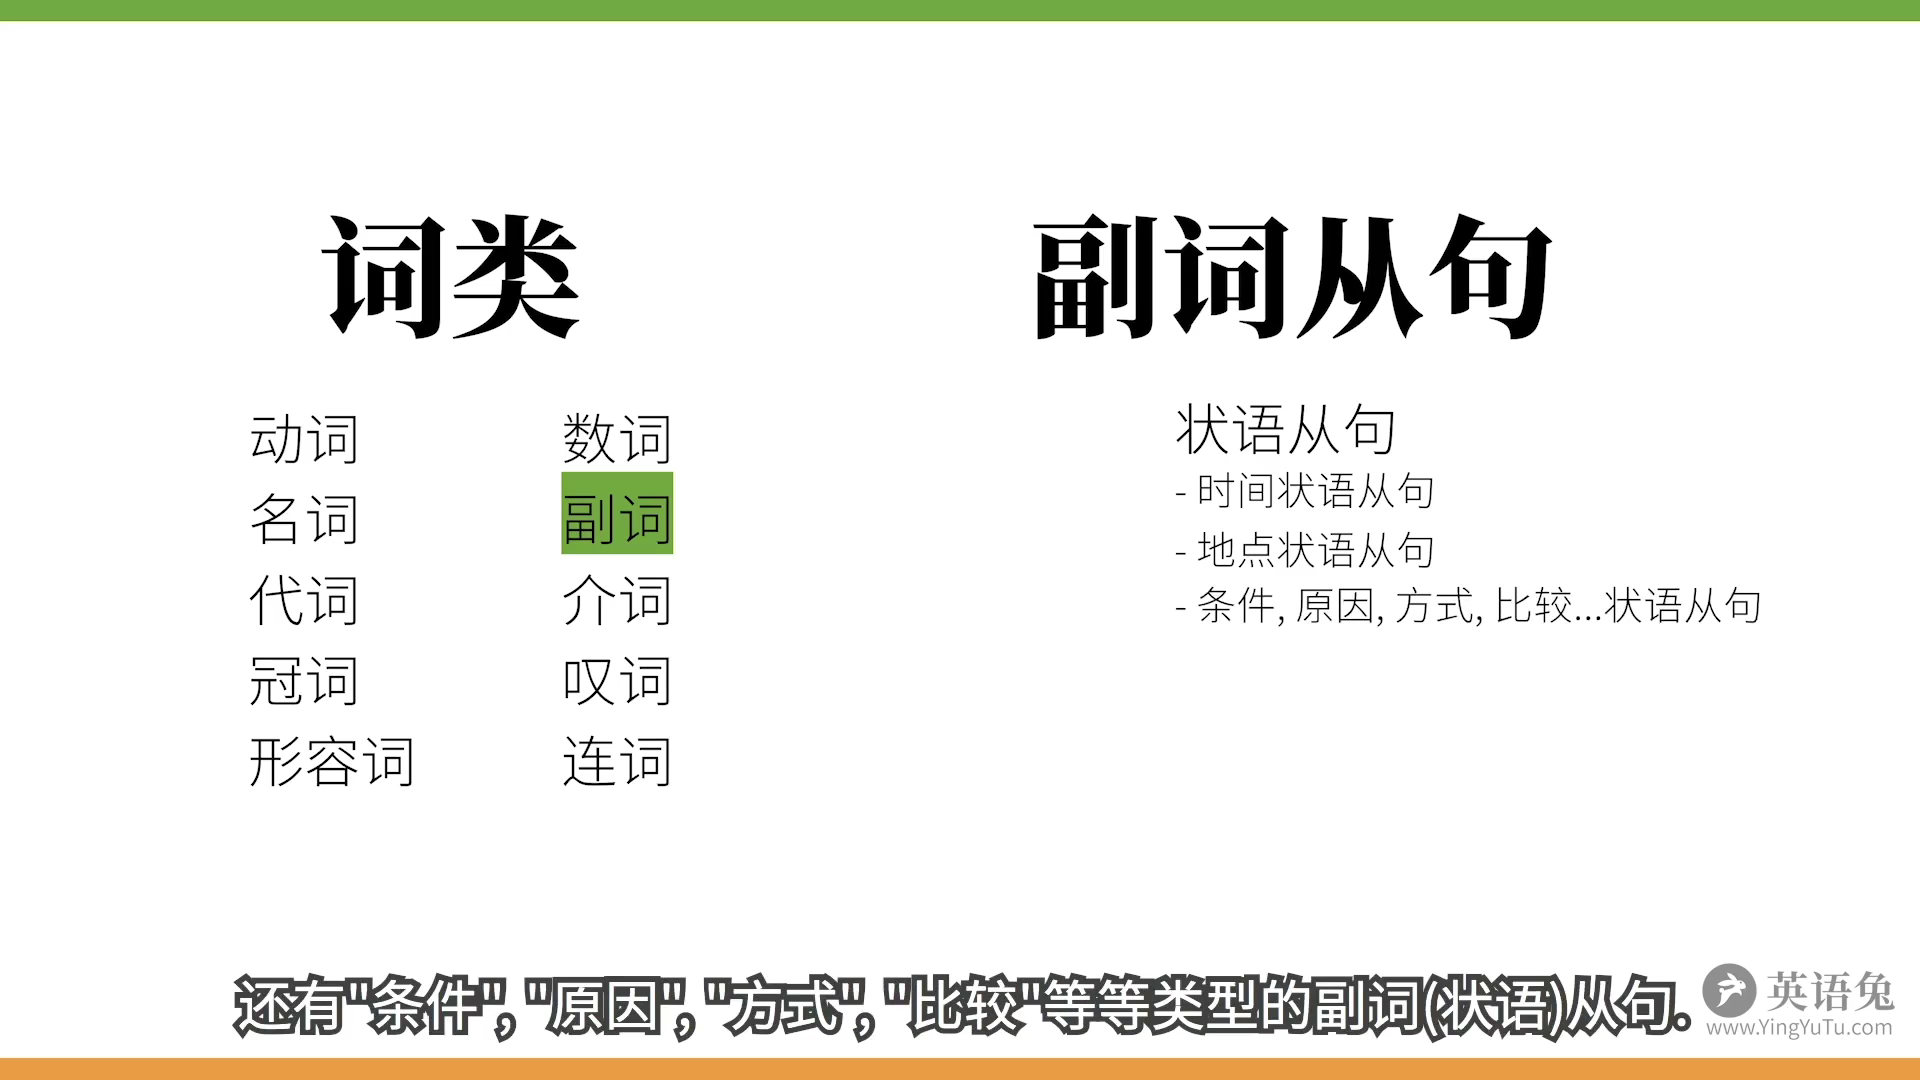 词类
动词
名词
代词
冠词
形容词
数词
副词
介词
叹词
连词
副词从句
状语从句
- 时间状语从句
- 地点状语从句
- 条件, 原因, 方式, 比较...状语从句
还有"条件", "原因", "方式", "比较"等等类型的副词(状语)从句.
英语兔
www.YingYuTu.com